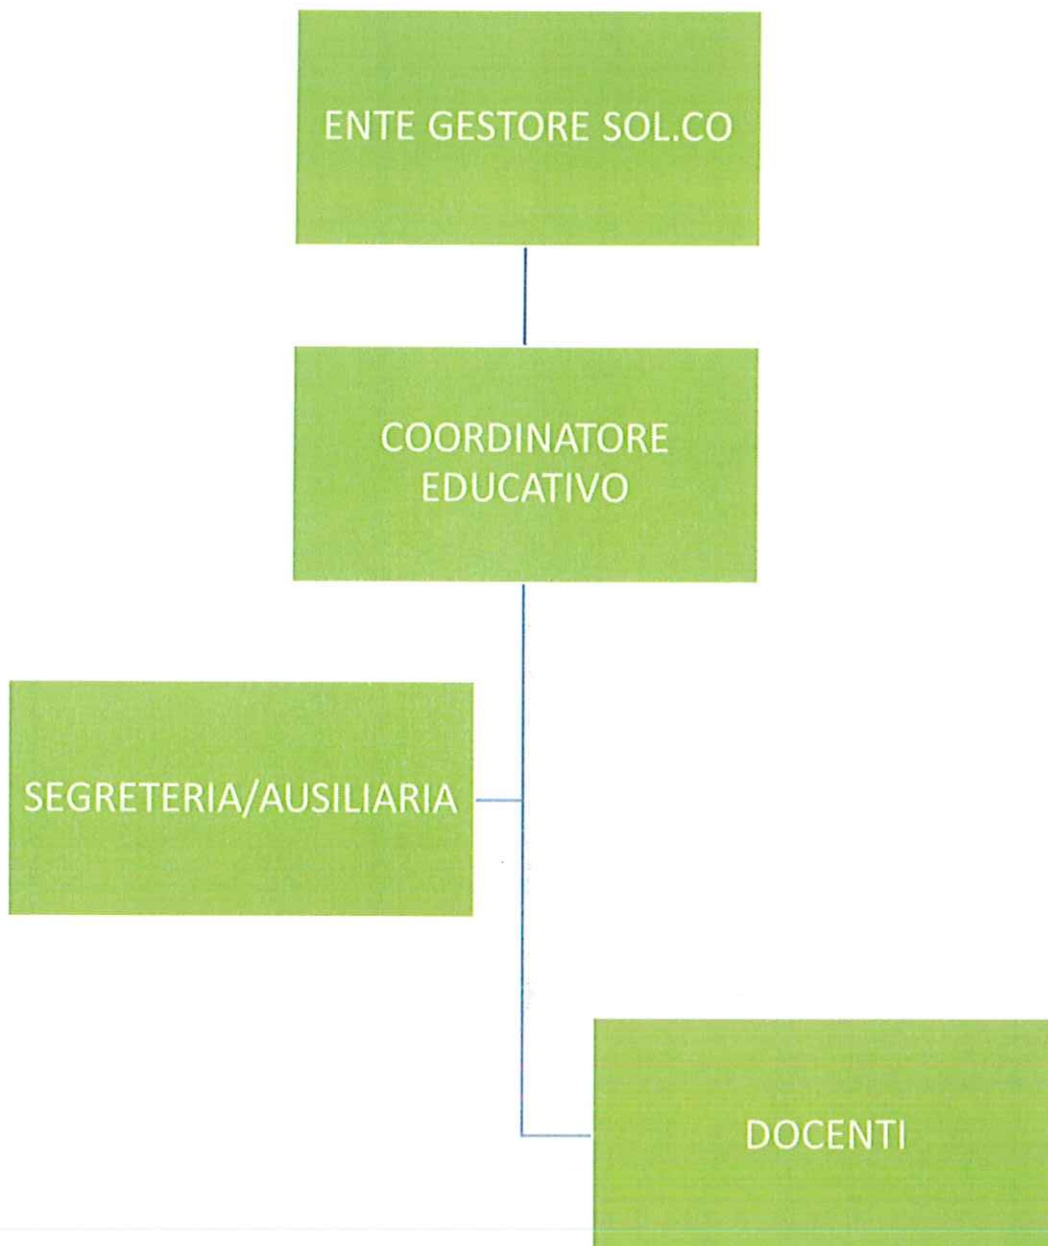 ENTE GESTORE SOL.CO
COORDINATORE
EDUCATIVO
SEGRETERIA/AUSILIARIA
DOCENTI